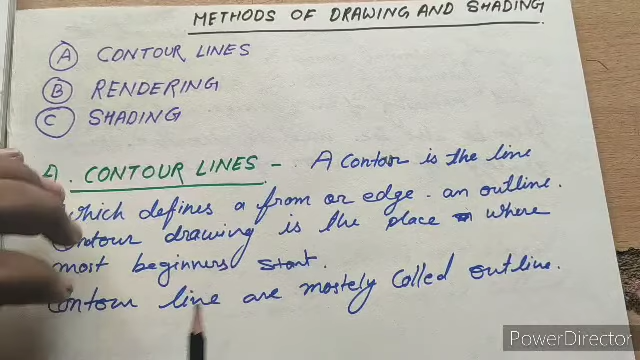 METHODS OF DRAWING AND SHADING
A CONTOUR LINES
B RENDERING
C SHADING
A. CONTOUR LINES - A Contour is the line
which defines a from or edge. an outline.
Contour drawing is the place where
most beginners start.
Contour line are mostely Called outline.
PowerDirector